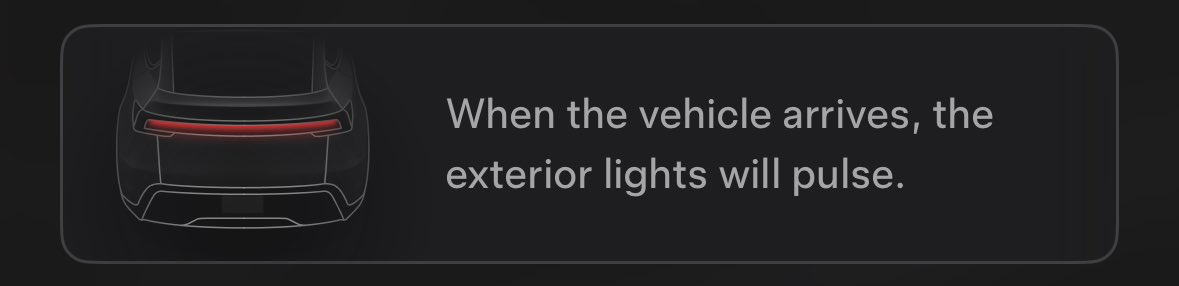 When the vehicle arrives, the
exterior lights will pulse.